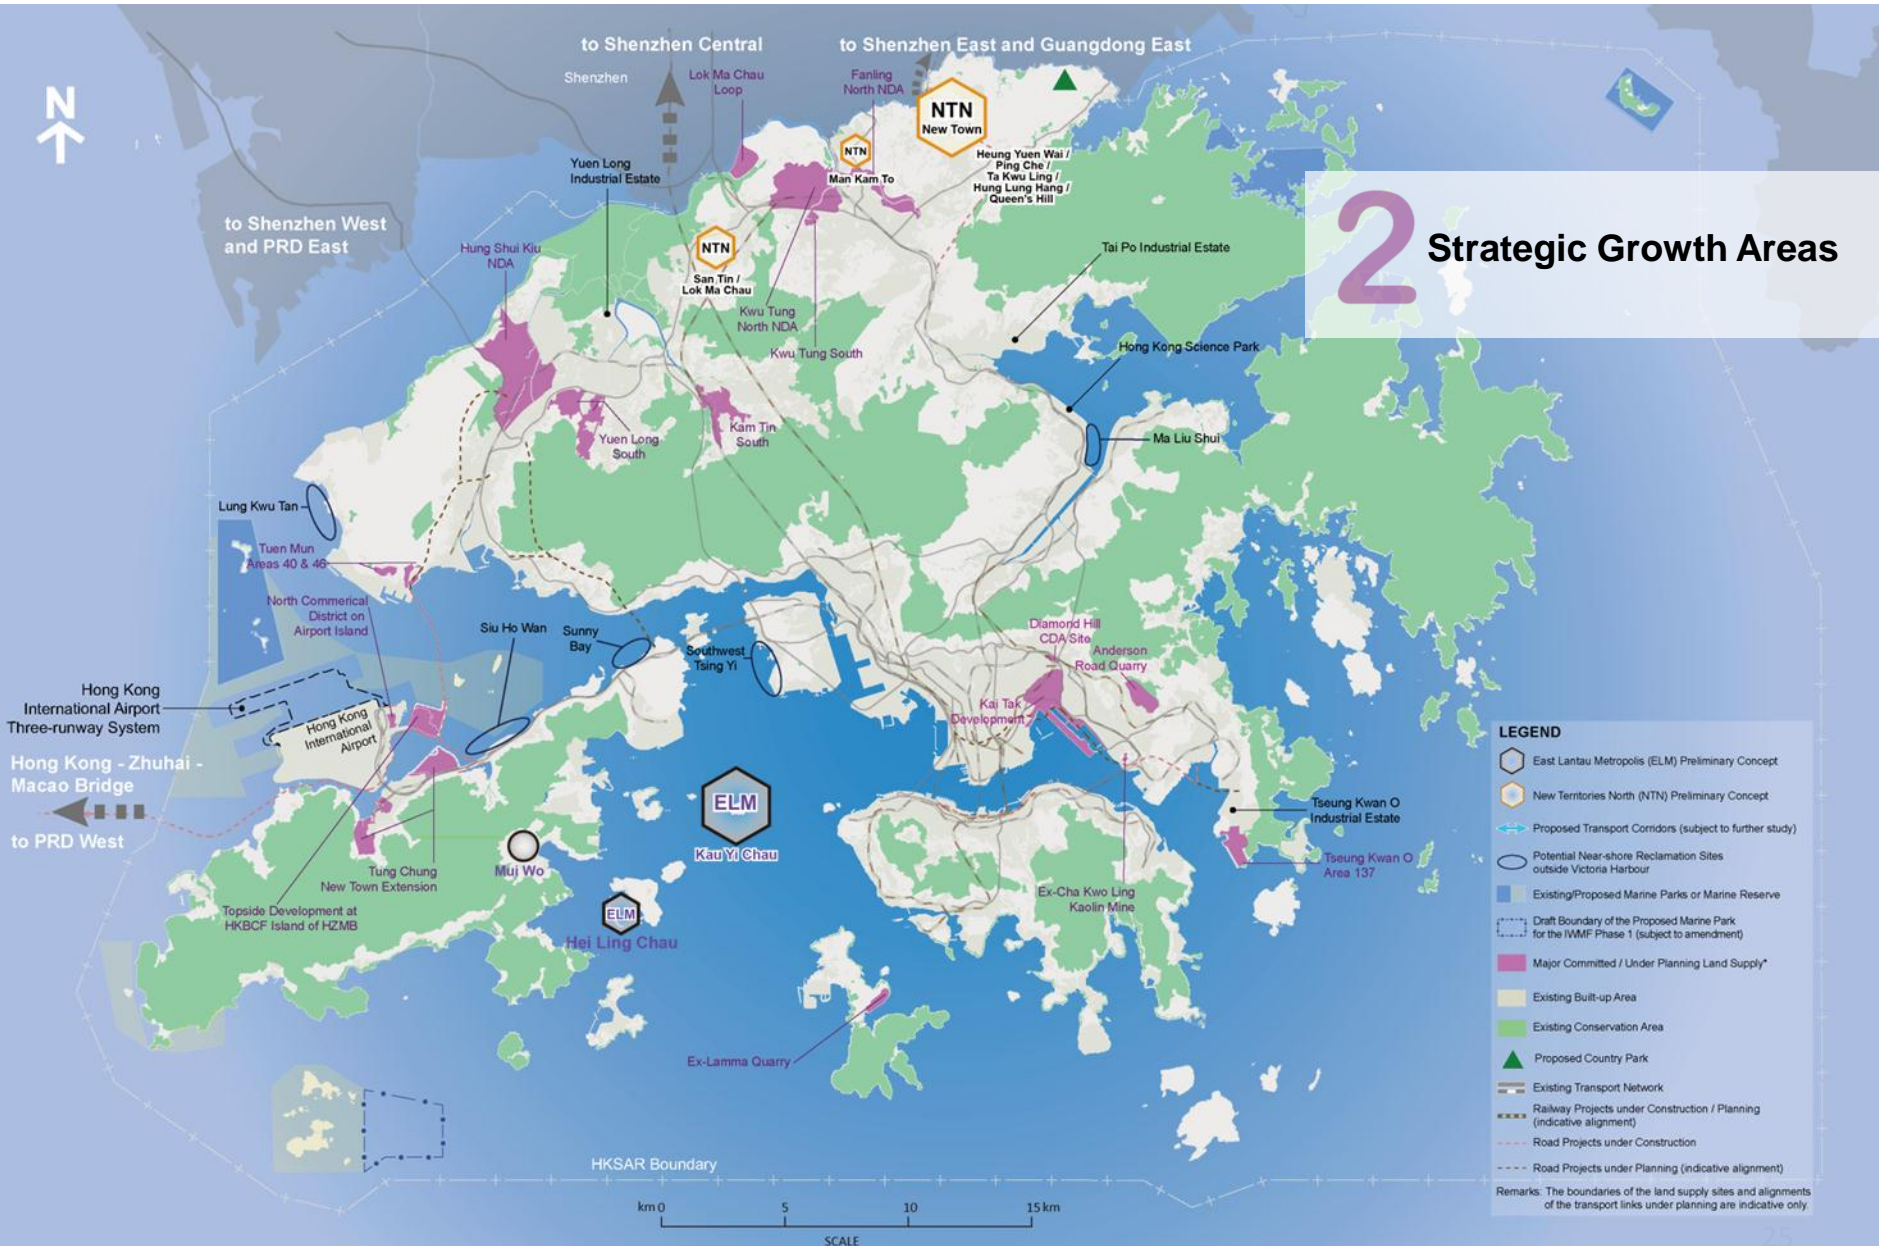 to Shenzhen Central
to Shenzhen East and Guangdong East
Shenzhen
Lok Ma Chau
Loop
Fanling
North NDA
N
NTN
New Town
NTN
Man Kam To
Heung Yuen Wai /
Ping Che /
Ta Kwu Ling /
Hung Lung Hang /
Queen's Hill
Yuen Long
Industrial Estate
2
Strategic Growth Areas
to Shenzhen West
and PRD East
Hung Shui Kiu
NDA
NTN
San Tin /
Lok Ma Chau
Tai Po Industrial Estate
Kwu Tung
North NDA
Kwu Tung South
Hong Kong Science Park
Yuen Long
South
Kam Tin
South
Ma Liu Shui
Lung Kwu Tan
Tuen Mun
Areas 40 & 46
North Commerical
District on
Airport Island
Siu Ho Wan
Sunny
Bay
Southwest
Tsing Yi
Diamond Hill
CDA Site
Anderson
Road Quarry
Kai Tak
Development
Hong Kong
International Airport
Three-runway System
Hong Kong
International
Airport
Hong Kong - Zhuhai -
Macao Bridge
to PRD West
ELM
Kau Yi Chau
Mui Wo
Tung Chung
New Town Extension
Topside Development at
HKBCF Island of HZMB
ELM
Hei Ling Chau
Tseung Kwan O
Industrial Estate
Tseung Kwan O
Area 137
Ex-Cha Kwo Ling
Kaolin Mine
Ex-Lamma Quarry
HKSAR Boundary
km 0 5 10 15 km
SCALE
LEGEND
East Lantau Metropolis (ELM) Preliminary Concept
New Territories North (NTN) Preliminary Concept
Proposed Transport Corridors (subject to further study)
Potential Near-shore Reclamation Sites
outside Victoria Harbour
Existing/Proposed Marine Parks or Marine Reserve
Draft Boundary of the Proposed Marine Park
for the IWMF Phase 1 (subject to amendment)
Major Committed / Under Planning Land Supply*
Existing Built-up Area
Existing Conservation Area
Proposed Country Park
Existing Transport Network
Railway Projects under Construction / Planning
(indicative alignment)
Road Projects under Construction
Road Projects under Planning (indicative alignment)
Remarks: The boundaries of the land supply sites and alignments
of the transport links under planning are indicative only.
25